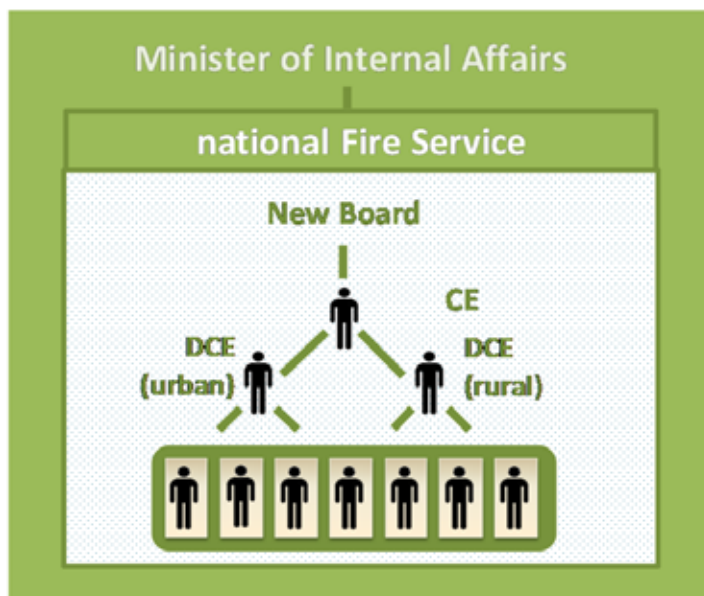 Minister of Internal Affairs
national Fire Service
New Board
CE
DCE
(urban)
DCE
(rural)